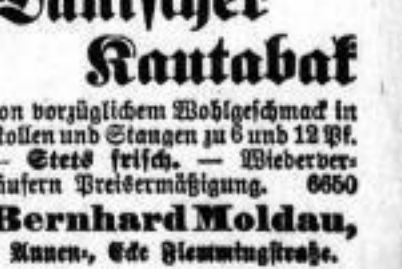 Dänischer
Kautabak
on vorzüglichem Wohlgeschmack in
tollen und Stangen zu 6 und 12 Pf.
— Stets frisch. — Wiederver-
äufern Preisermäßigung. 6650
Bernhard Moldau,
Annen-, Ecke Flemmingstraße.